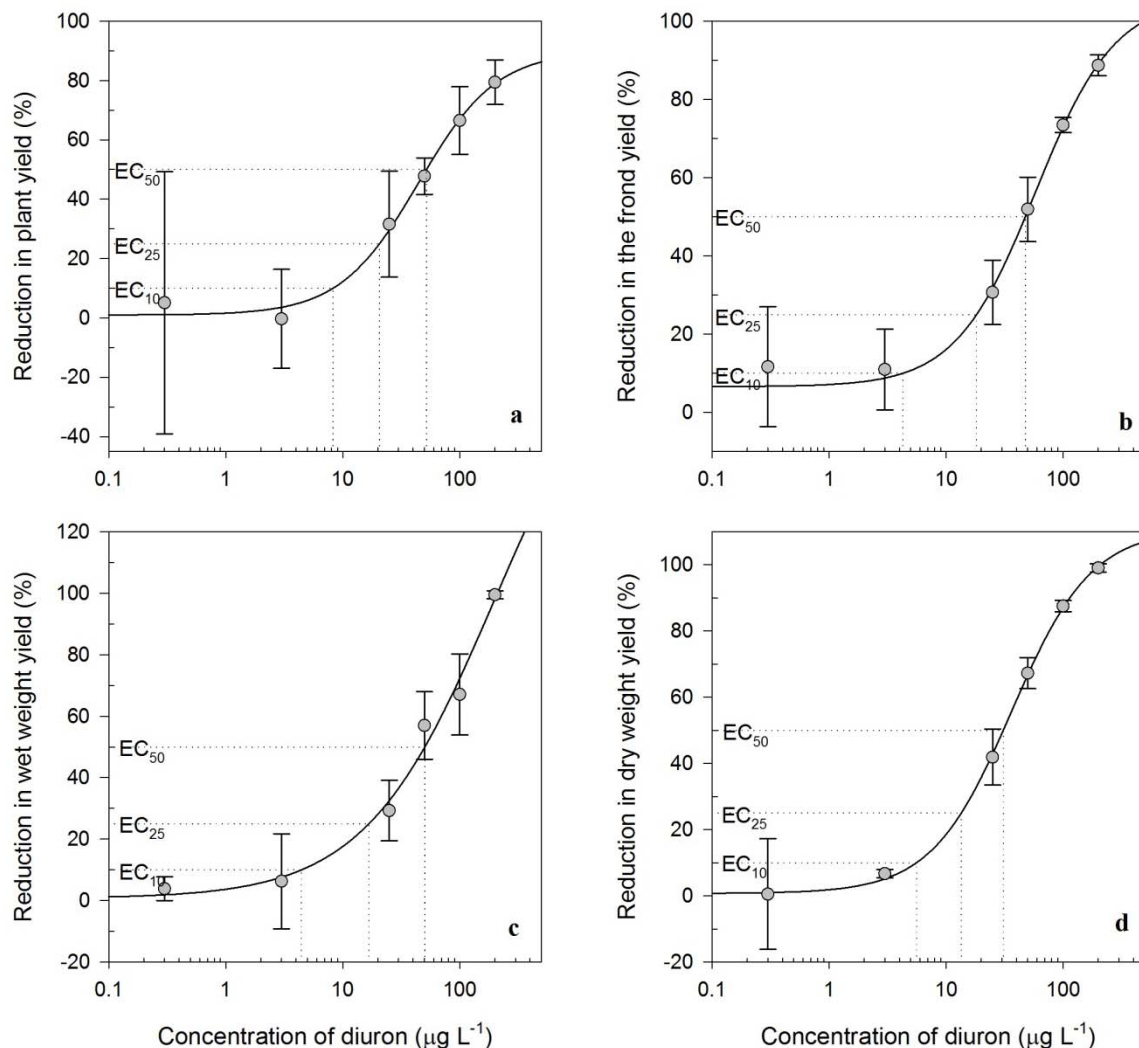 100
80
60
40
20
0
-20
-40
Reduction in plant yield (%)
EC50
EC25
EC10
a
0.1 1 10 100
100
80
60
40
20
0
Reduction in the frond yield (%)
EC50
EC25
EC10
b
0.1 1 10 100
120
100
80
60
40
20
0
-20
Reduction in wet weight yield (%)
EC50
EC25
EC10
c
0.1 1 10 100
Concentration of diuron (μg L-1)
100
80
60
40
20
0
-20
Reduction in dry weight yield (%)
EC50
EC25
EC10
d
0.1 1 10 100
Concentration of diuron (μg L-1)